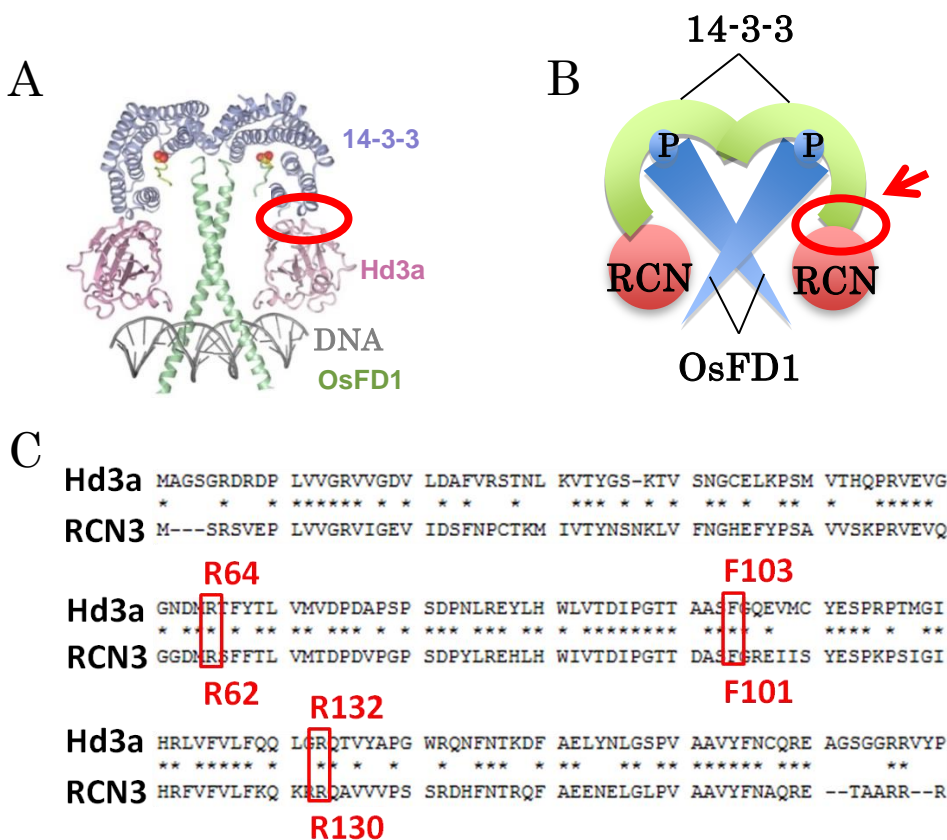 A
14-3-3
Hd3a
DNA
OsFD1
B
14-3-3
P P
RCN RCN
OsFD1
C
Hd3a MAGSGRDRDP LVVGRVVGDV LDAFVRSTNL KVTYGS-KTV SNGCELKPSM VTHQPRVEVG
* * * ****** * * * * *** * ** * * * *****
RCN3 M---SRSVEP LVVGRVIGEV IDSFNPCTKM IVTYNSNKLV FNGHEFYPSA VVSKPRVEVQ
R64 F103
Hd3a GNDMRTFYTL VMVDPDAPSP SDPNLREYLH WLVTDIPGTT AASFGQEVMC YESPRPTMGI
* *** * ** ** *** * * *** *** ** * ******** **** * **** * **
RCN3 GGDMRSFFTL VMTDPDVPGP SDPYLREHLH WIVTDIPGTT DASFGREIIS YESPKPSIGI
R62 F101
R132
Hd3a HRLVFVLFQQ LGRQTVYAPG WRQNFNTKDF AELYNLGSPV AAVYFNCQRE AGSGGRRVYP
** ***** * ** * * * **** * ** ** ** ****** *** **
RCN3 HRFVFVLFKQ KRRQAVVVPS SRDHFNTRQF AEENELGLPV AAVYFNAQRE --TAARR--R
R130